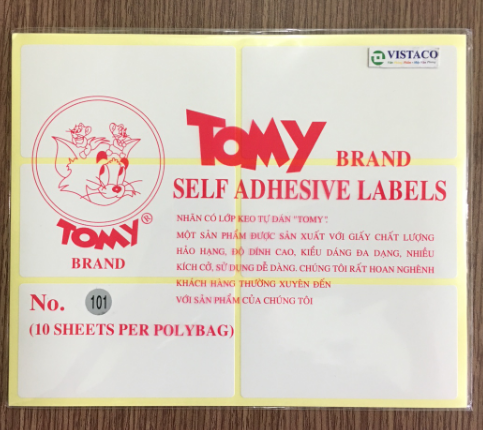 VISTACO
TOMY
BRAND
SELF ADHESIVE LABELS
NHÃN CÓ LỚP KEO TỰ DÁN "TOMY".
MỘT SẢN PHẨM ĐƯỢC SẢN XUẤT VỚI GIẤY CHẤT LƯỢNG
HẢO HẠNG, ĐỘ DÍNH CAO, KIỂU DÁNG ĐA DẠNG, NHIỀU
KÍCH CỠ, SỬ DỤNG DỄ DÀNG. CHÚNG TÔI RẤT HOAN NGHÊNH
KHÁCH HÀNG THƯỜNG XUYÊN ĐẾN
VỚI SẢN PHẨM CỦA CHÚNG TÔI
TOMY ®
BRAND
No. 101
(10 SHEETS PER POLYBAG)